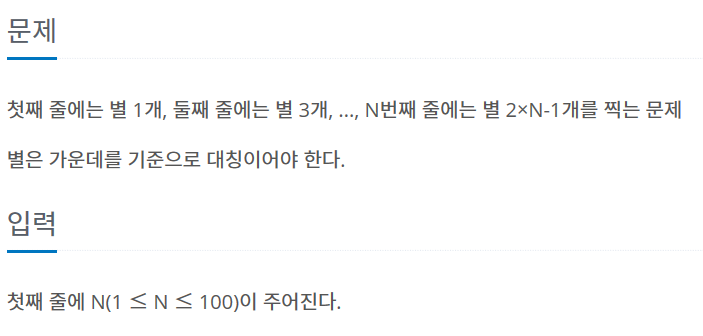 문제
첫째 줄에는 별 1개, 둘째 줄에는 별 3개, ..., N번째 줄에는 별 2×N-1개를 찍는 문제
별은 가운데를 기준으로 대칭이어야 한다.
입력
첫째 줄에 N(1 ≤ N ≤ 100)이 주어진다.